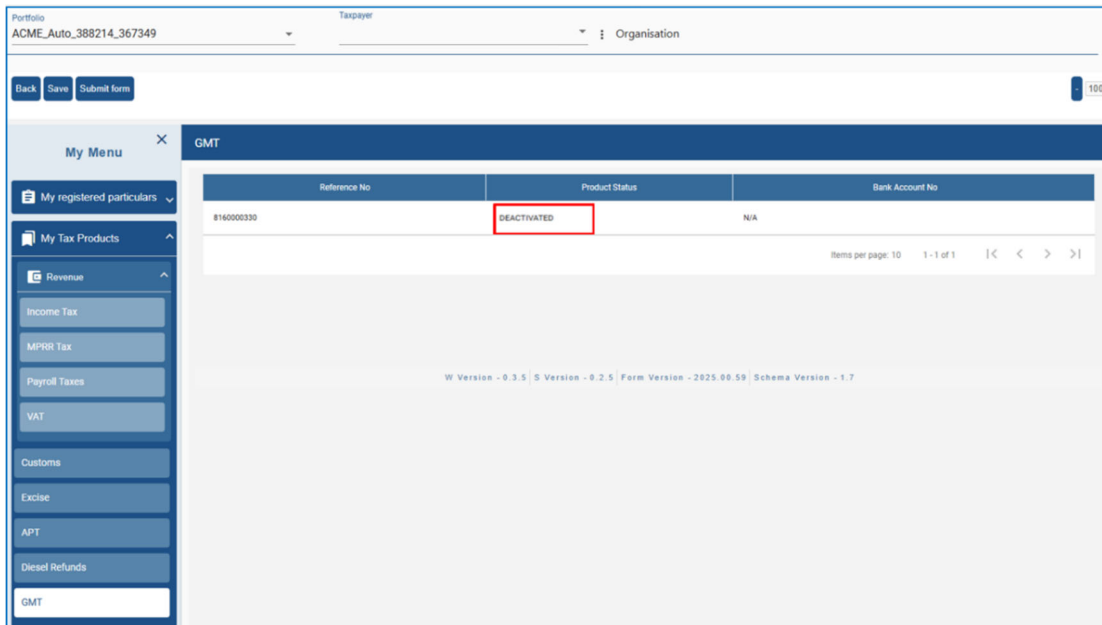 Portfolio
Taxpayer
ACME_Auto_388214_367349
Organisation
Back Save Submit form
- 100
My Menu
GMT
My registered particulars
My Tax Products
Revenue
Income Tax
MPRR Tax
Payroll Taxes
VAT
Customs
Excise
APT
Diesel Refunds
GMT
Reference No Product Status Bank Account No
8160000330 DEACTIVATED N/A
Items per page: 10 1 - 1 of 1
W Version - 0.3.5 S Version - 0.2.5 Form Version - 2025.00.59 Schema Version - 1.7